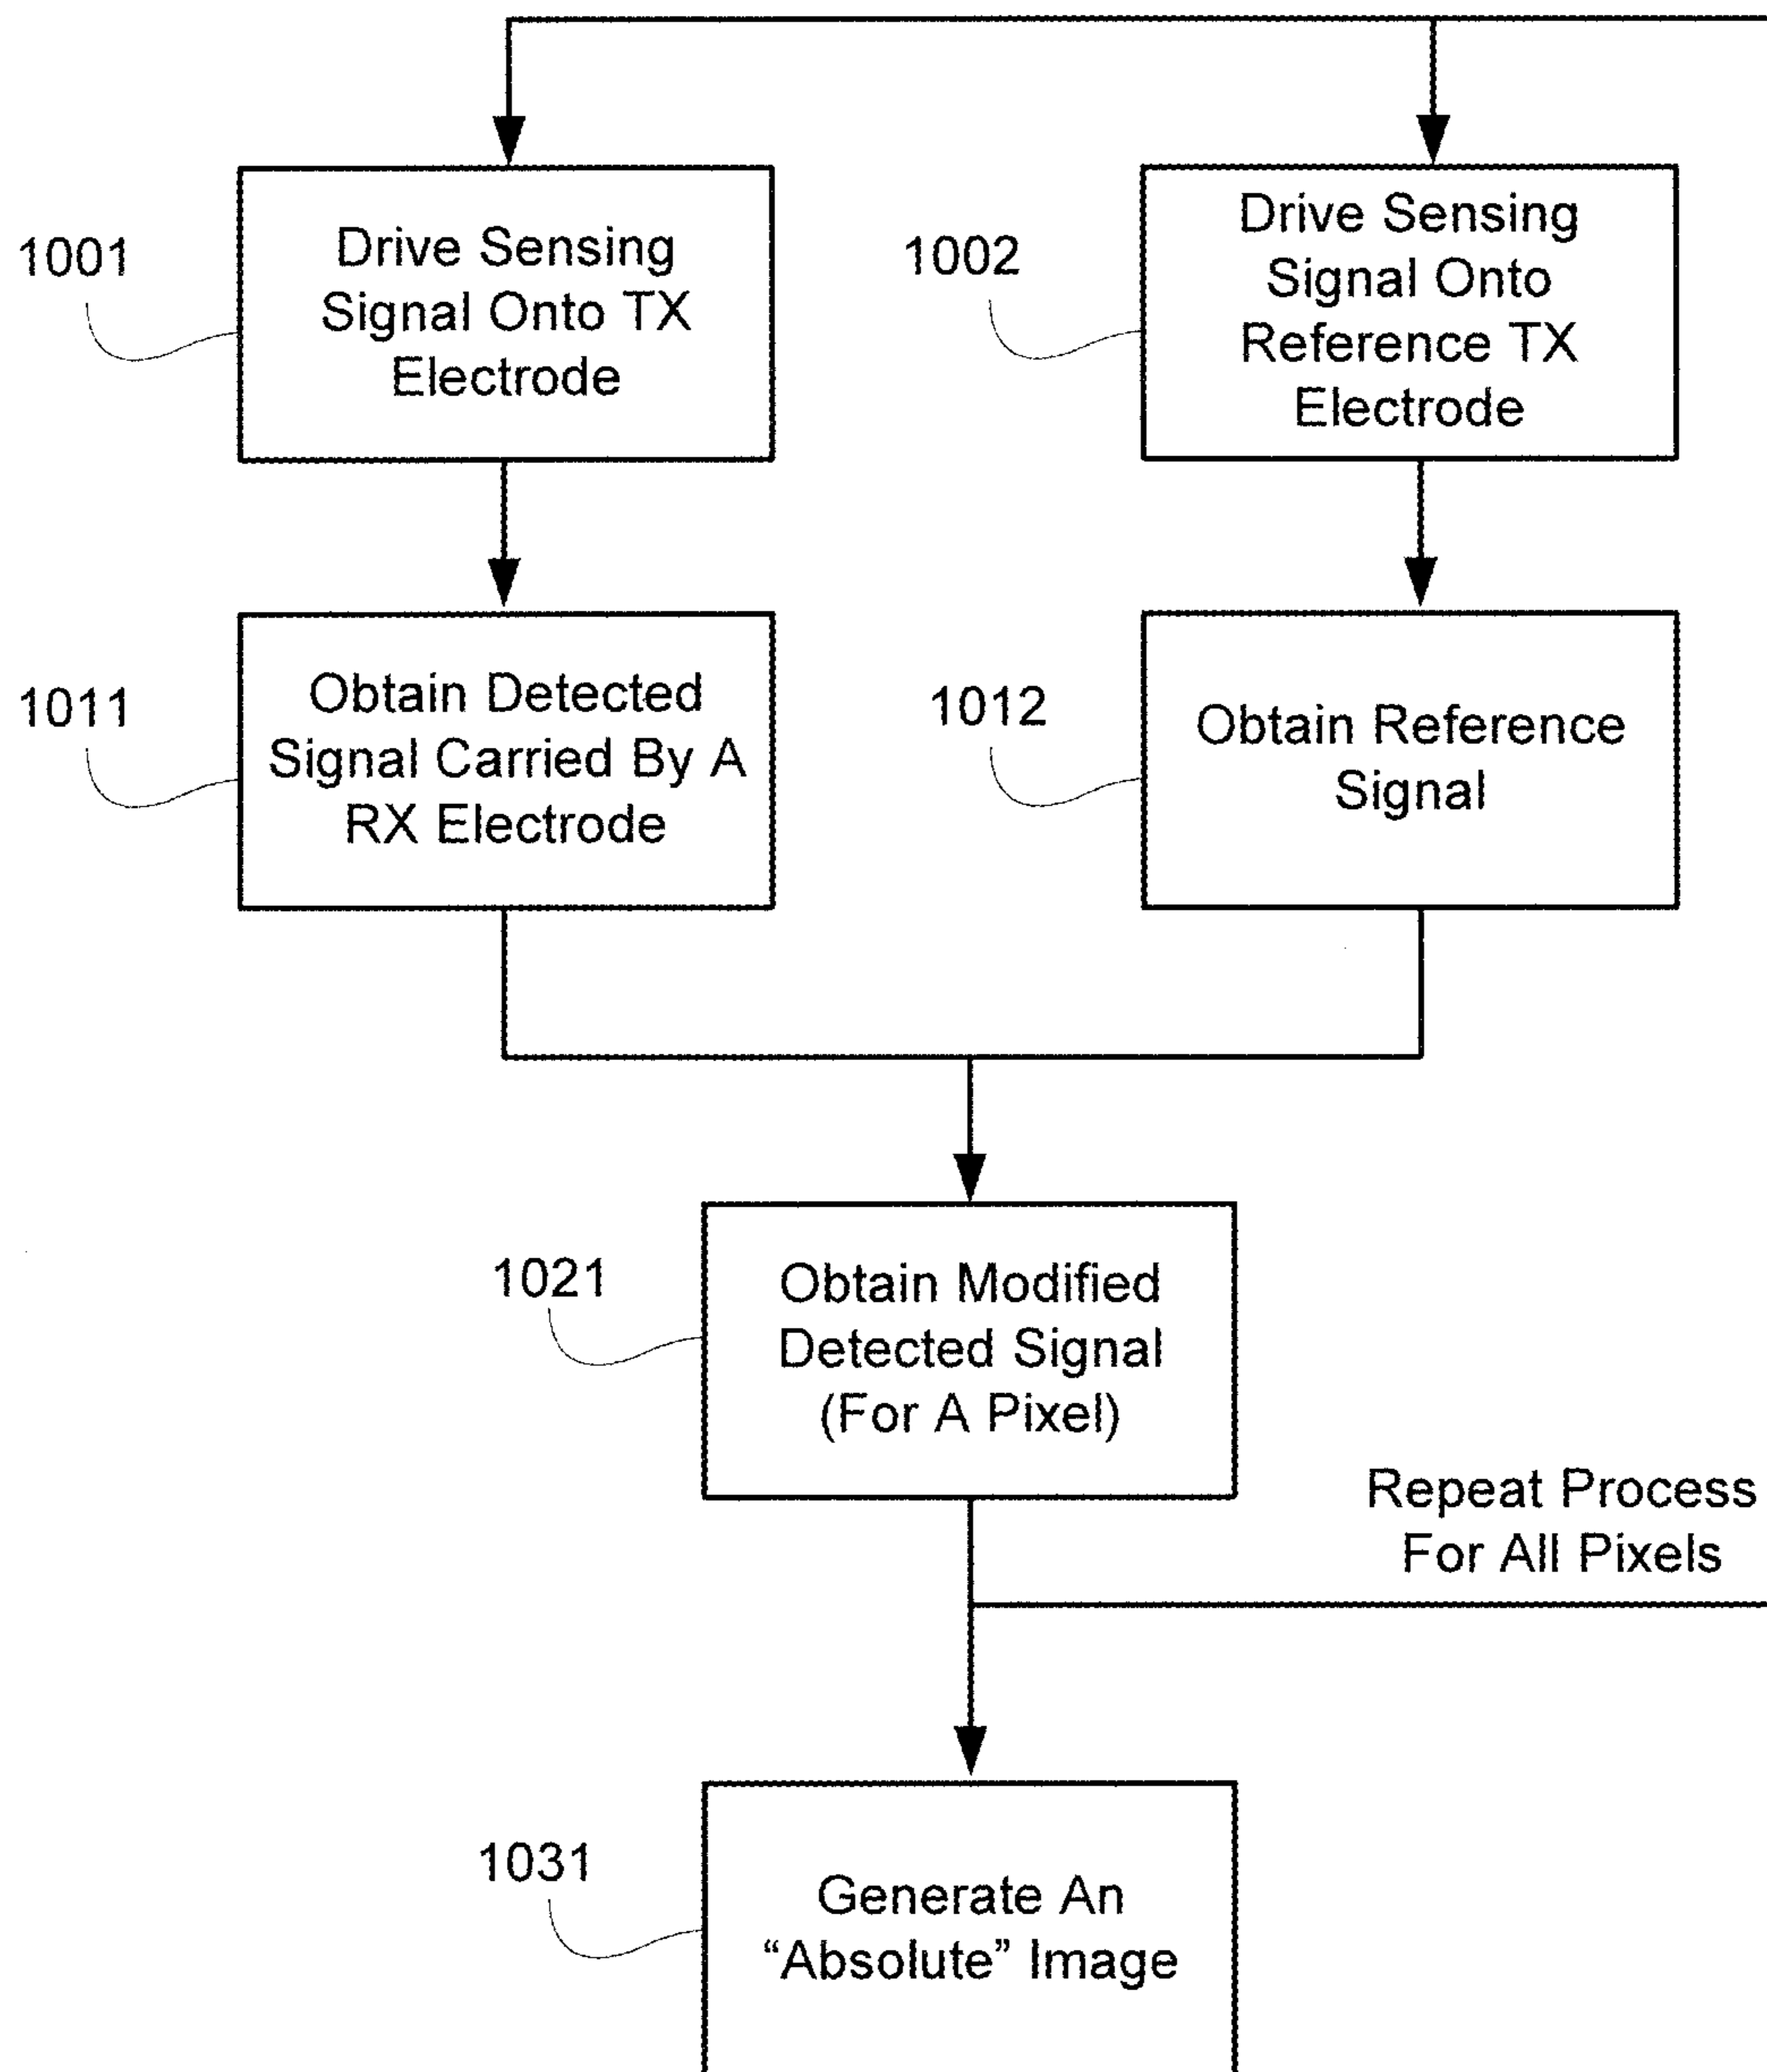 1001
Drive Sensing
Signal Onto TX
Electrode
1002
Drive Sensing
Signal Onto
Reference TX
Electrode
1011
Obtain Detected
Signal Carried By A
RX Electrode
1012
Obtain Reference
Signal
1021
Obtain Modified
Detected Signal
(For A Pixel)
Repeat Process
For All Pixels
1031
Generate An
“Absolute” Image